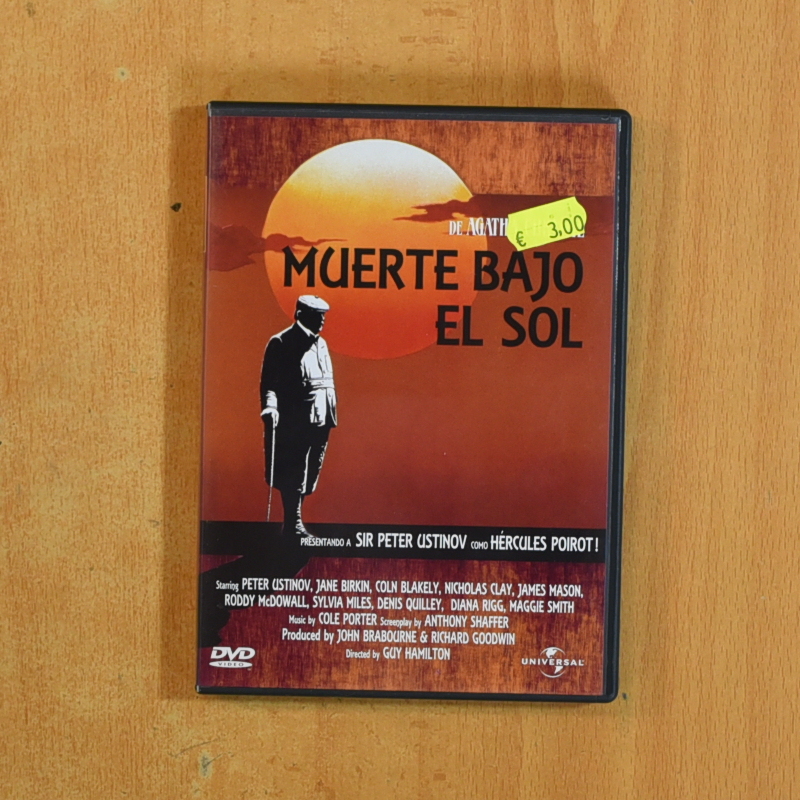 DE AGATH
€ 3,00
MUERTE BAJO
EL SOL
PRESENTANDO A SIR PETER USTINOV COMO HÉRCULES POIROT!
Starring PETER USTINOV, JANE BIRKIN, COLN BLAKELY, NICHOLAS CLAY, JAMES MASON,
RODDY McDOWALL, SYLVIA MILES, DENIS QUILLEY, DIANA RIGG, MAGGIE SMITH
Music by COLE PORTER Screenplay by ANTHONY SHAFFER
Produced by JOHN BRABOURNE & RICHARD GOODWIN
Directed by GUY HAMILTON
DVD
VIDEO
UNIVERSAL